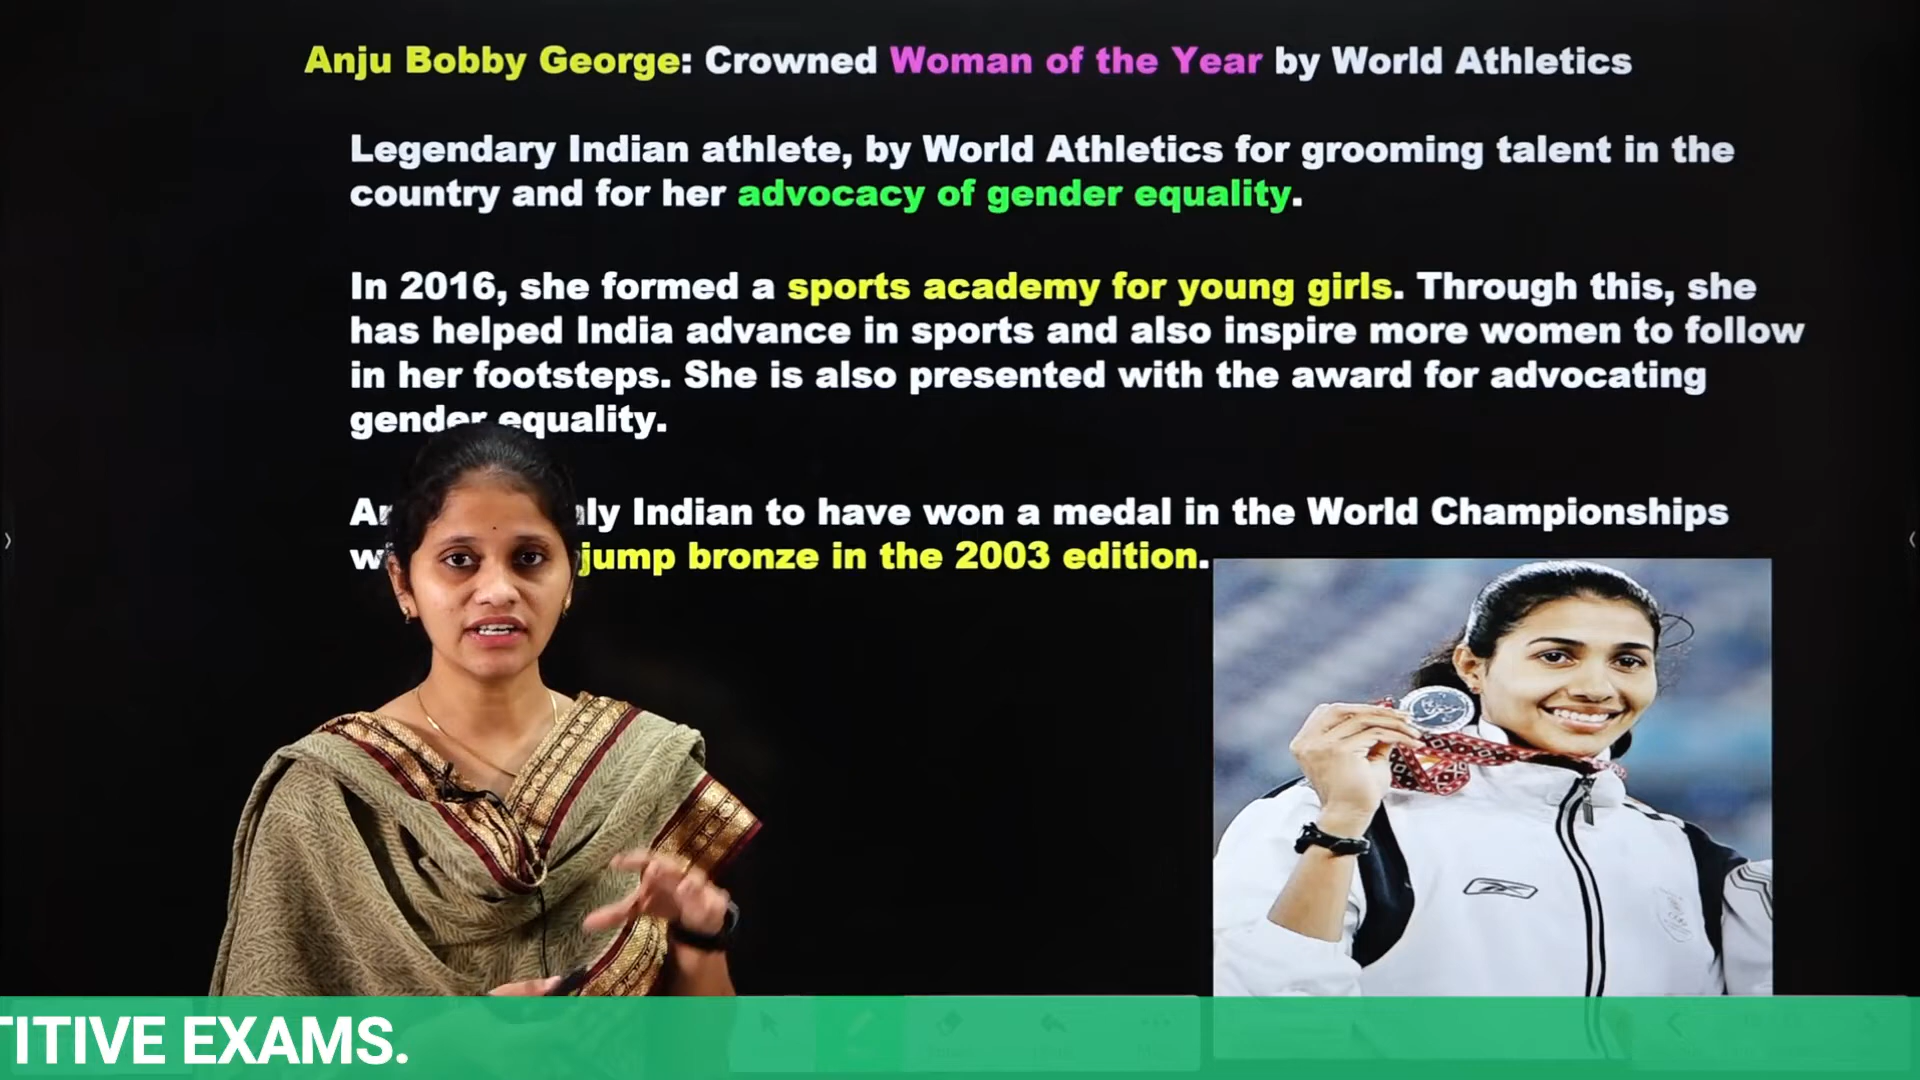 Anju Bobby George: Crowned Woman of the Year by World Athletics
Legendary Indian athlete, by World Athletics for grooming talent in the
country and for her advocacy of gender equality.
In 2016, she formed a sports academy for young girls. Through this, she
has helped India advance in sports and also inspire more women to follow
in her footsteps. She is also presented with the award for advocating
gender equality.
Indian to have won a medal in the World Championships
jump bronze in the 2003 edition.
TITIVE EXAMS.